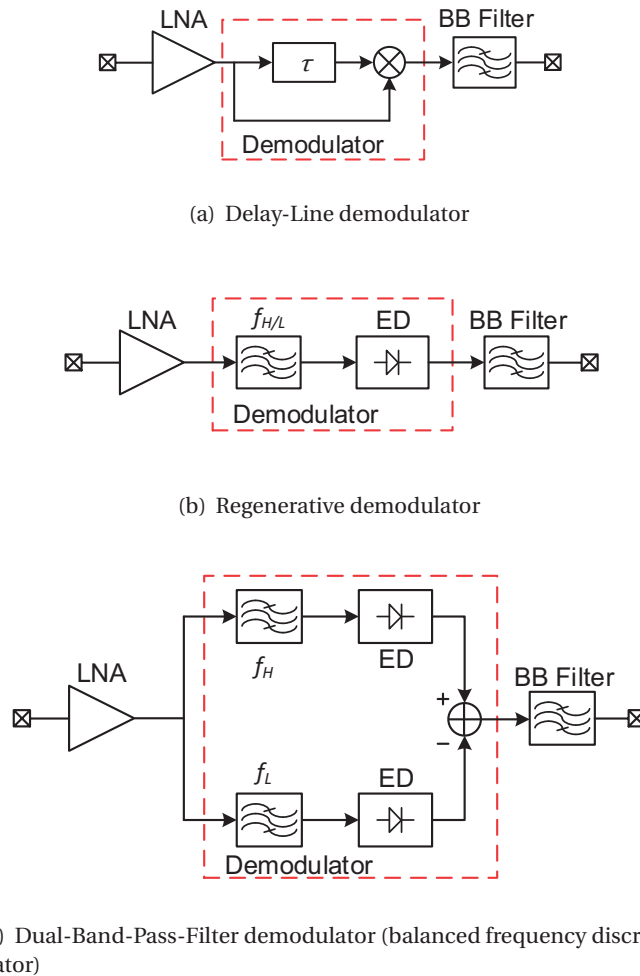 LNA
BB Filter
τ
Demodulator
(a) Delay-Line demodulator
LNA
f_H/L
ED
BB Filter
Demodulator
(b) Regenerative demodulator
LNA
f_H
ED
BB Filter
+
−
f_L
ED
Demodulator
) Dual-Band-Pass-Filter demodulator (balanced frequency discri
ator)